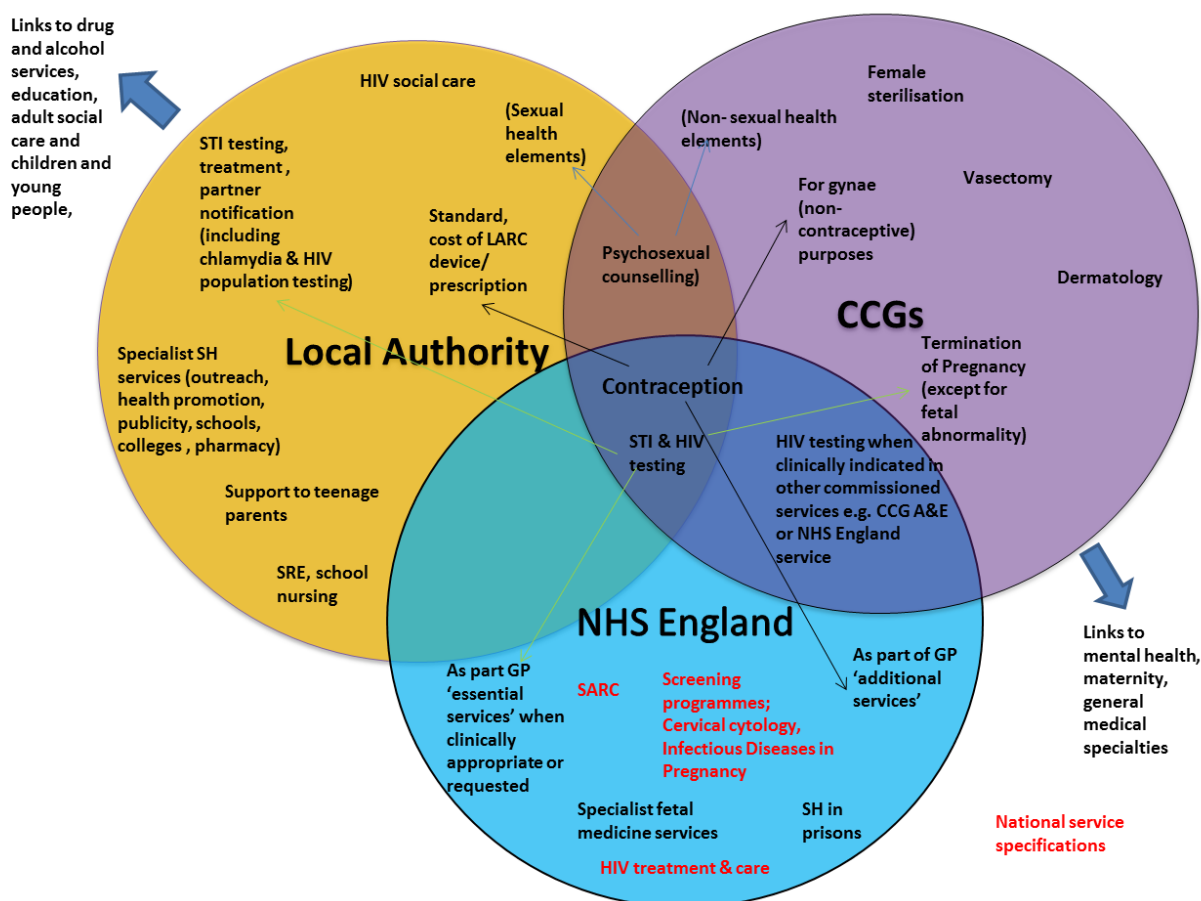 Links to drug
and alcohol
services,
education,
adult social
care and
children and
young
people,
HIV social care
(Sexual
health
elements)
(Non- sexual health
elements)
Female
sterilisation
STI testing,
treatment ,
partner
notification
(including
chlamydia & HIV
population testing)
Standard,
cost of LARC
device/
prescription
Psychosexual
counselling)
For gynae
(non-
contraceptive)
purposes
Vasectomy
Dermatology
Local Authority
CCGs
Specialist SH
services (outreach,
health promotion,
publicity, schools,
colleges , pharmacy)
Contraception
Termination
of Pregnancy
(except for
fetal
abnormality)
STI & HIV
testing
HIV testing when
clinically indicated in
other commissioned
services e.g. CCG A&E
or NHS England
service
Support to teenage
parents
SRE, school
nursing
NHS England
As part GP
‘essential
services’ when
clinically
appropriate or
requested
SARC
Screening
programmes;
Cervical cytology,
Infectious Diseases in
Pregnancy
As part of GP
‘additional
services’
Links to
mental health,
maternity,
general
medical
specialties
Specialist fetal
medicine services
SH in
prisons
HIV treatment & care
National service
specifications